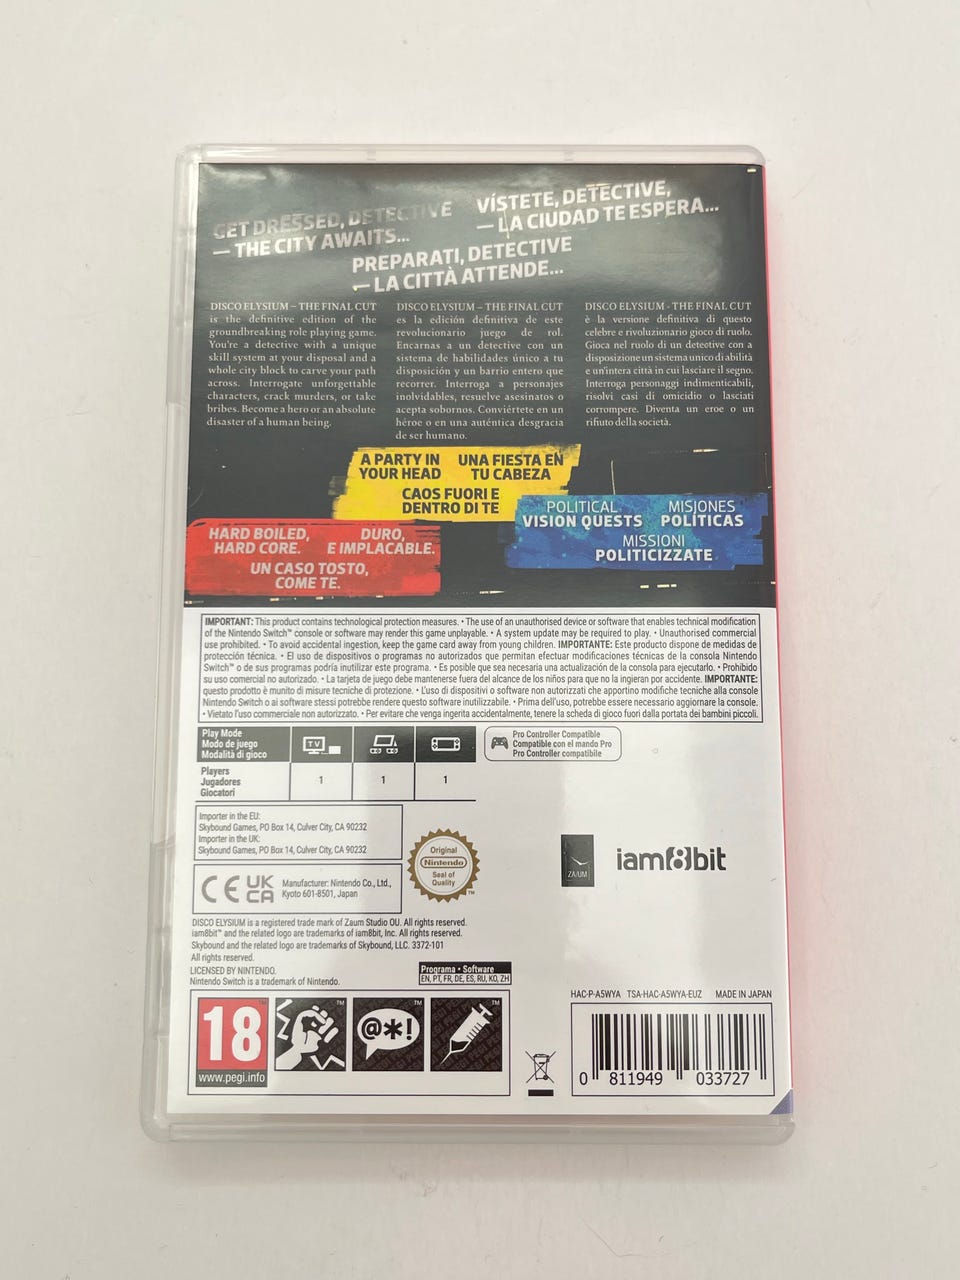 GET DRESSED, DETECTIVE
– THE CITY AWAITS...
VÍSTETE, DETECTIVE,
– LA CIUDAD TE ESPERA...
PREPARATI, DETECTIVE
– LA CITTÀ ATTENDE...
DISCO ELYSIUM – THE FINAL CUT
is the definitive edition of the
groundbreaking role playing game.
You're a detective with a unique
skill system at your disposal and a
whole city block to carve your path
across. Interrogate unforgettable
characters, crack murders, or take
bribes. Become a hero or an absolute
disaster of a human being.
DISCO ELYSIUM – THE FINAL CUT
es la edición definitiva de este
revolucionario juego de rol.
Encarnas a un detective con un
sistema de habilidades único a tu
disposición y un barrio entero que
recorrer. Interroga a personajes
inolvidables, resuelve asesinatos o
acepta sobornos. Conviértete en un
héroe o en una auténtica desgracia
de ser humano.
DISCO ELYSIUM - THE FINAL CUT
è la versione definitiva di questo
celebre e rivoluzionario gioco di ruolo.
Gioca nel ruolo di un detective con a
disposizione un sistema unico di abilità
e un'intera città in cui lasciare il segno.
Interroga personaggi indimenticabili,
risolvi casi di omicidio o lasciati
corrompere. Diventa un eroe o un
rifiuto della società.
A PARTY IN
YOUR HEAD
UNA FIESTA EN
TU CABEZA
CAOS FUORI E
DENTRO DI TE
POLITICAL
VISION QUESTS
MISIONES
POLÍTICAS
MISSIONI
POLITICIZZATE
HARD BOILED,
HARD CORE.
DURO,
E IMPLACABLE.
UN CASO TOSTO,
COME TE.
IMPORTANT: This product contains technological protection measures. • The use of an unauthorised device or software that enables technical modification
of the Nintendo Switch™ console or software may render this game unplayable. • A system update may be required to play. • Unauthorised commercial
use prohibited. • To avoid accidental ingestion, keep the game card away from young children. IMPORTANTE: Este producto dispone de medidas de
protección técnica. • El uso de dispositivos o programas no autorizados que permitan efectuar modificaciones técnicas de la consola Nintendo
Switch™ o de sus programas podría inutilizar este programa. • Es posible que sea necesaria una actualización de la consola para ejecutarlo. • Prohibido
su uso comercial no autorizado. • La tarjeta de juego debe mantenerse fuera del alcance de los niños para que no la ingieran por accidente. IMPORTANTE:
questo prodotto è munito di misure tecniche di protezione. • L'uso di dispositivi o software non autorizzati che apportino modifiche tecniche alla console
Nintendo Switch o ai software stessi potrebbe rendere questo software inutilizzabile. • Prima dell'uso, potrebbe essere necessario aggiornare la console.
• Vietato l'uso commerciale non autorizzato. • Per evitare che venga ingerita accidentalmente, tenere la scheda di gioco fuori dalla portata dei bambini piccoli.
Play Mode
Modo de juego
Modalità di gioco
TV
Players
Jugadores
Giocatori
1 1 1
Pro Controller Compatible
Compatible con el mando Pro
Pro Controller compatibile
Importer in the EU:
Skybound Games, PO Box 14, Culver City, CA 90232
Importer in the UK:
Skybound Games, PO Box 14, Culver City, CA 90232
CE UK
CA
Manufacturer: Nintendo Co., Ltd.,
Kyoto 601-8501, Japan
Original
Nintendo
Seal of
Quality
™
ZA/UM
iam8bit
DISCO ELYSIUM is a registered trade mark of Zaum Studio OU. All rights reserved.
iam8bit™ and the related logo are trademarks of iam8bit, Inc. All rights reserved.
Skybound and the related logo are trademarks of Skybound, LLC. 3372-101
All rights reserved.
LICENSED BY NINTENDO.
Nintendo Switch is a trademark of Nintendo.
Programa • Software
EN, PT, FR, DE, ES, RU, KO, ZH
18
www.pegi.info
@*!
HAC-P-A5WYA TSA-HAC-A5WYA-EUZ MADE IN JAPAN
0 811949 033727